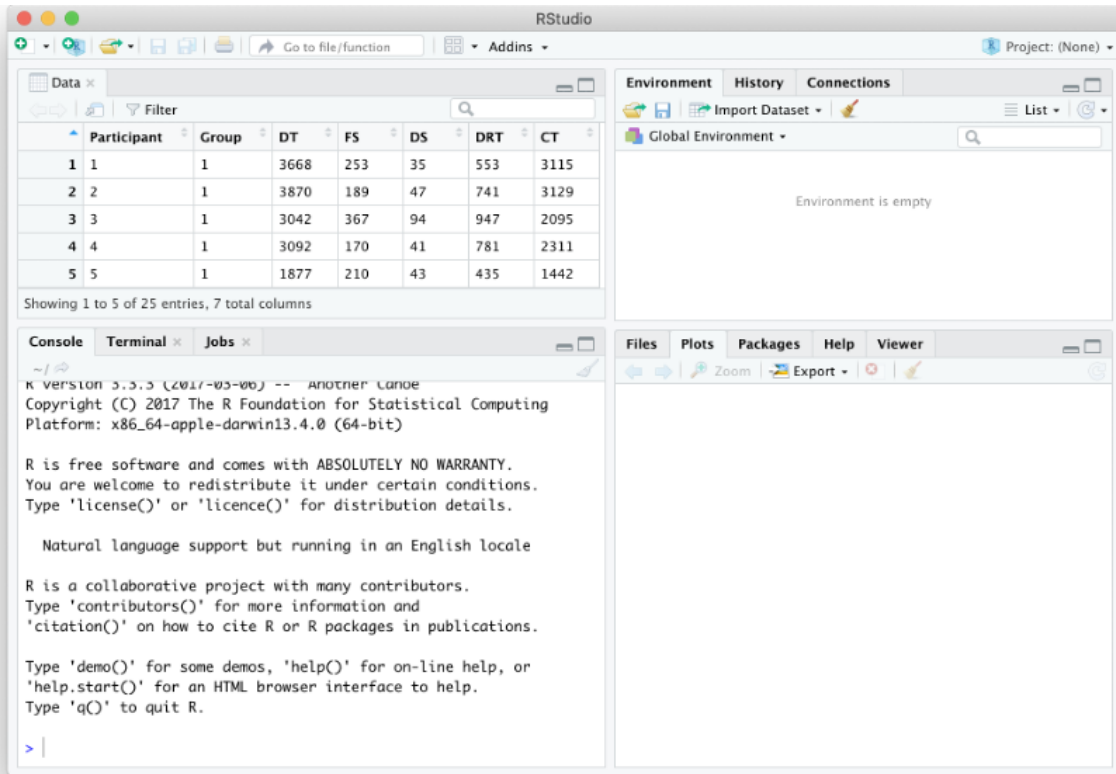 RStudio
Go to file/function Addins Project: (None)
Data
Filter
Participant Group DT FS DS DRT CT
1 1 1 3668 253 35 553 3115
2 2 1 3870 189 47 741 3129
3 3 1 3042 367 94 947 2095
4 4 1 3092 170 41 781 2311
5 5 1 1877 210 43 435 1442
Showing 1 to 5 of 25 entries, 7 total columns
Environment History Connections
Import Dataset List
Global Environment
Environment is empty
Console Terminal Jobs
~/
R version 3.3.3 (2017-03-06) -- "Another Canoe"
Copyright (C) 2017 The R Foundation for Statistical Computing
Platform: x86_64-apple-darwin13.4.0 (64-bit)
R is free software and comes with ABSOLUTELY NO WARRANTY.
You are welcome to redistribute it under certain conditions.
Type 'license()' or 'licence()' for distribution details.
Natural language support but running in an English locale
R is a collaborative project with many contributors.
Type 'contributors()' for more information and
'citation()' on how to cite R or R packages in publications.
Type 'demo()' for some demos, 'help()' for on-line help, or
'help.start()' for an HTML browser interface to help.
Type 'q()' to quit R.
>
Files Plots Packages Help Viewer
Zoom Export